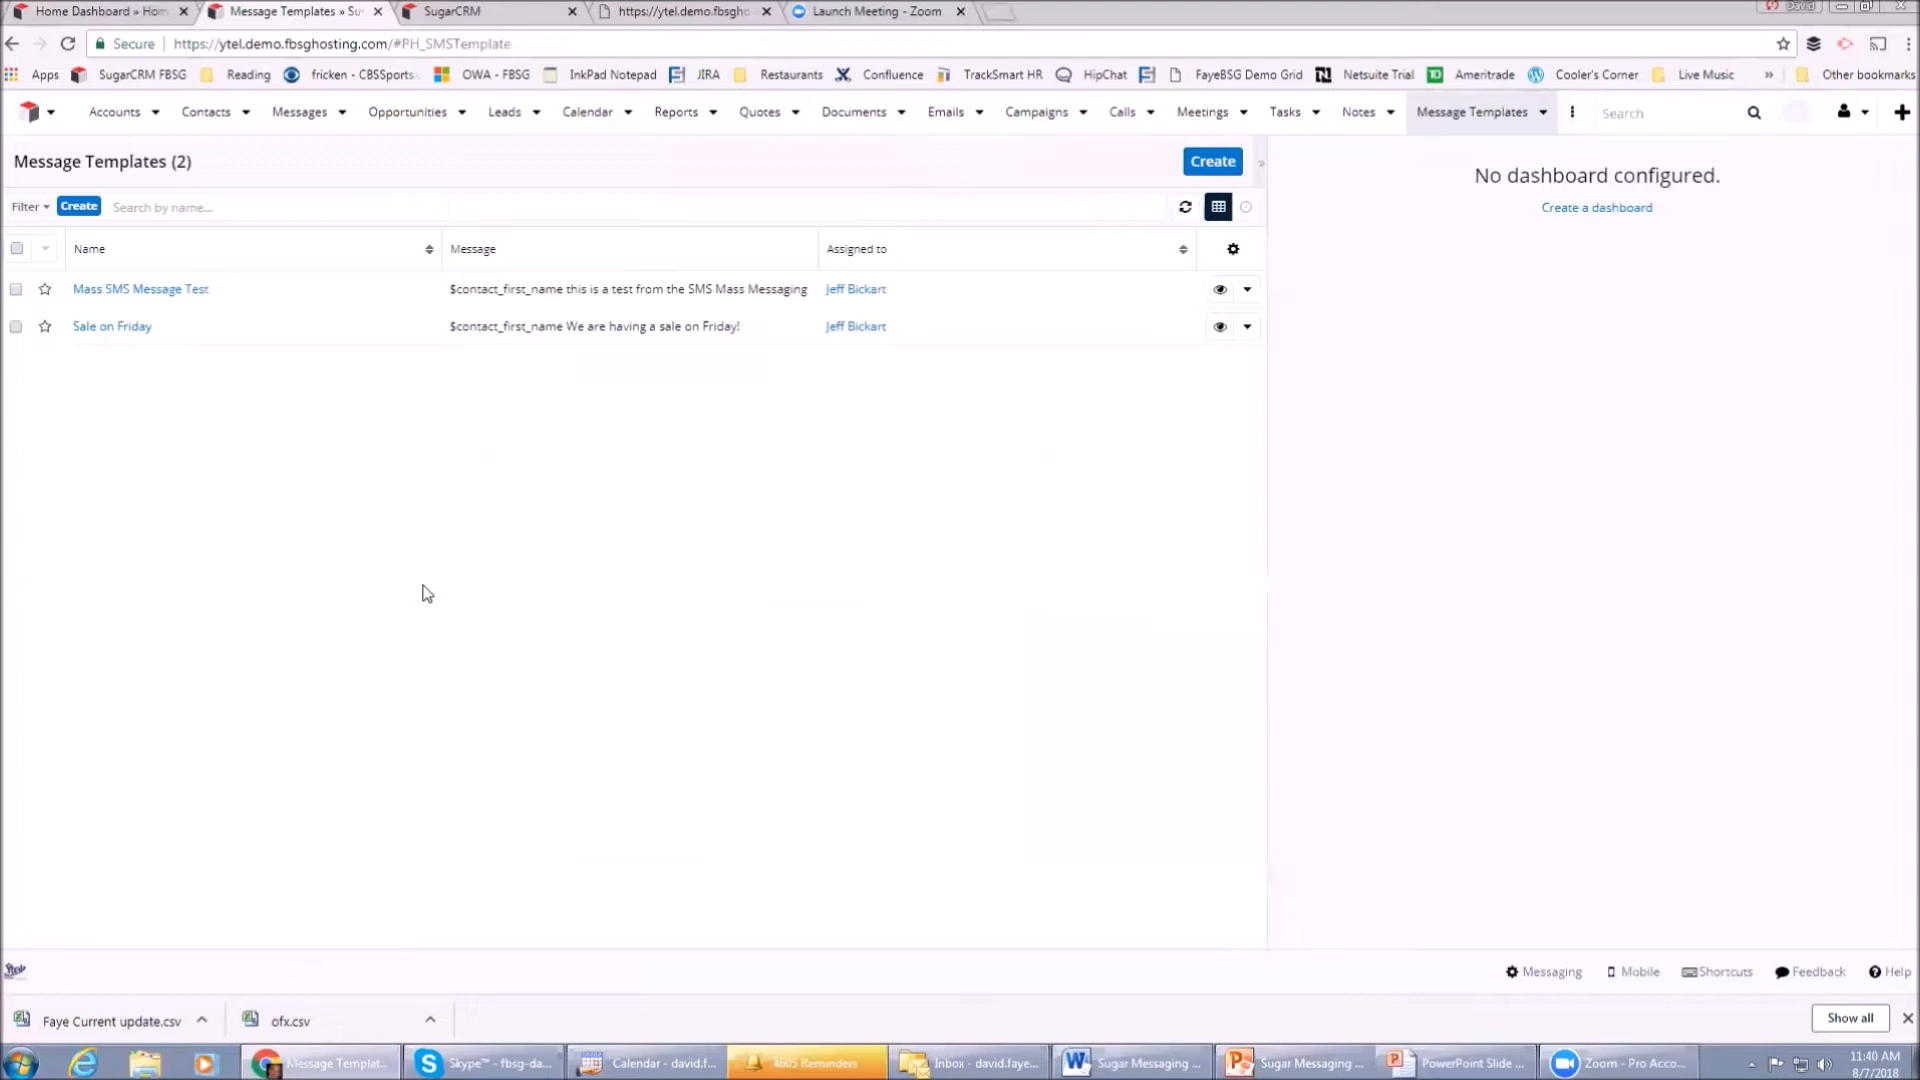 Home Dashboard » Hom
Message Templates » Su
SugarCRM
https://ytel.demo.fbsgho
Launch Meeting - Zoom
David
Secure https://ytel.demo.fbsghosting.com/#PH_SMSTemplate
Apps SugarCRM FBSG Reading fricken - CBSSports. OWA - FBSG InkPad Notepad JIRA Restaurants Confluence TrackSmart HR HipChat FayeBSG Demo Grid Netsuite Trial Ameritrade Cooler's Corner Live Music » Other bookmarks
Accounts Contacts Messages Opportunities Leads Calendar Reports Quotes Documents Emails Campaigns Calls Meetings Tasks Notes Message Templates Search
Message Templates (2) Create
No dashboard configured.
Create a dashboard
Filter Create Search by name...
Name Message Assigned to
Mass SMS Message Test $contact_first_name this is a test from the SMS Mass Messaging Jeff Bickart
Sale on Friday $contact_first_name We are having a sale on Friday! Jeff Bickart
Ytel Messaging Mobile Shortcuts Feedback Help
Faye Current update.csv ofx.csv Show all
Message Templat... Skype™ - fbsg-da... Calendar - david.f... 4605 Reminders Inbox - david.faye... Sugar Messaging ... Sugar Messaging ... PowerPoint Slide ... Zoom - Pro Acco... 11:40 AM
8/7/2018